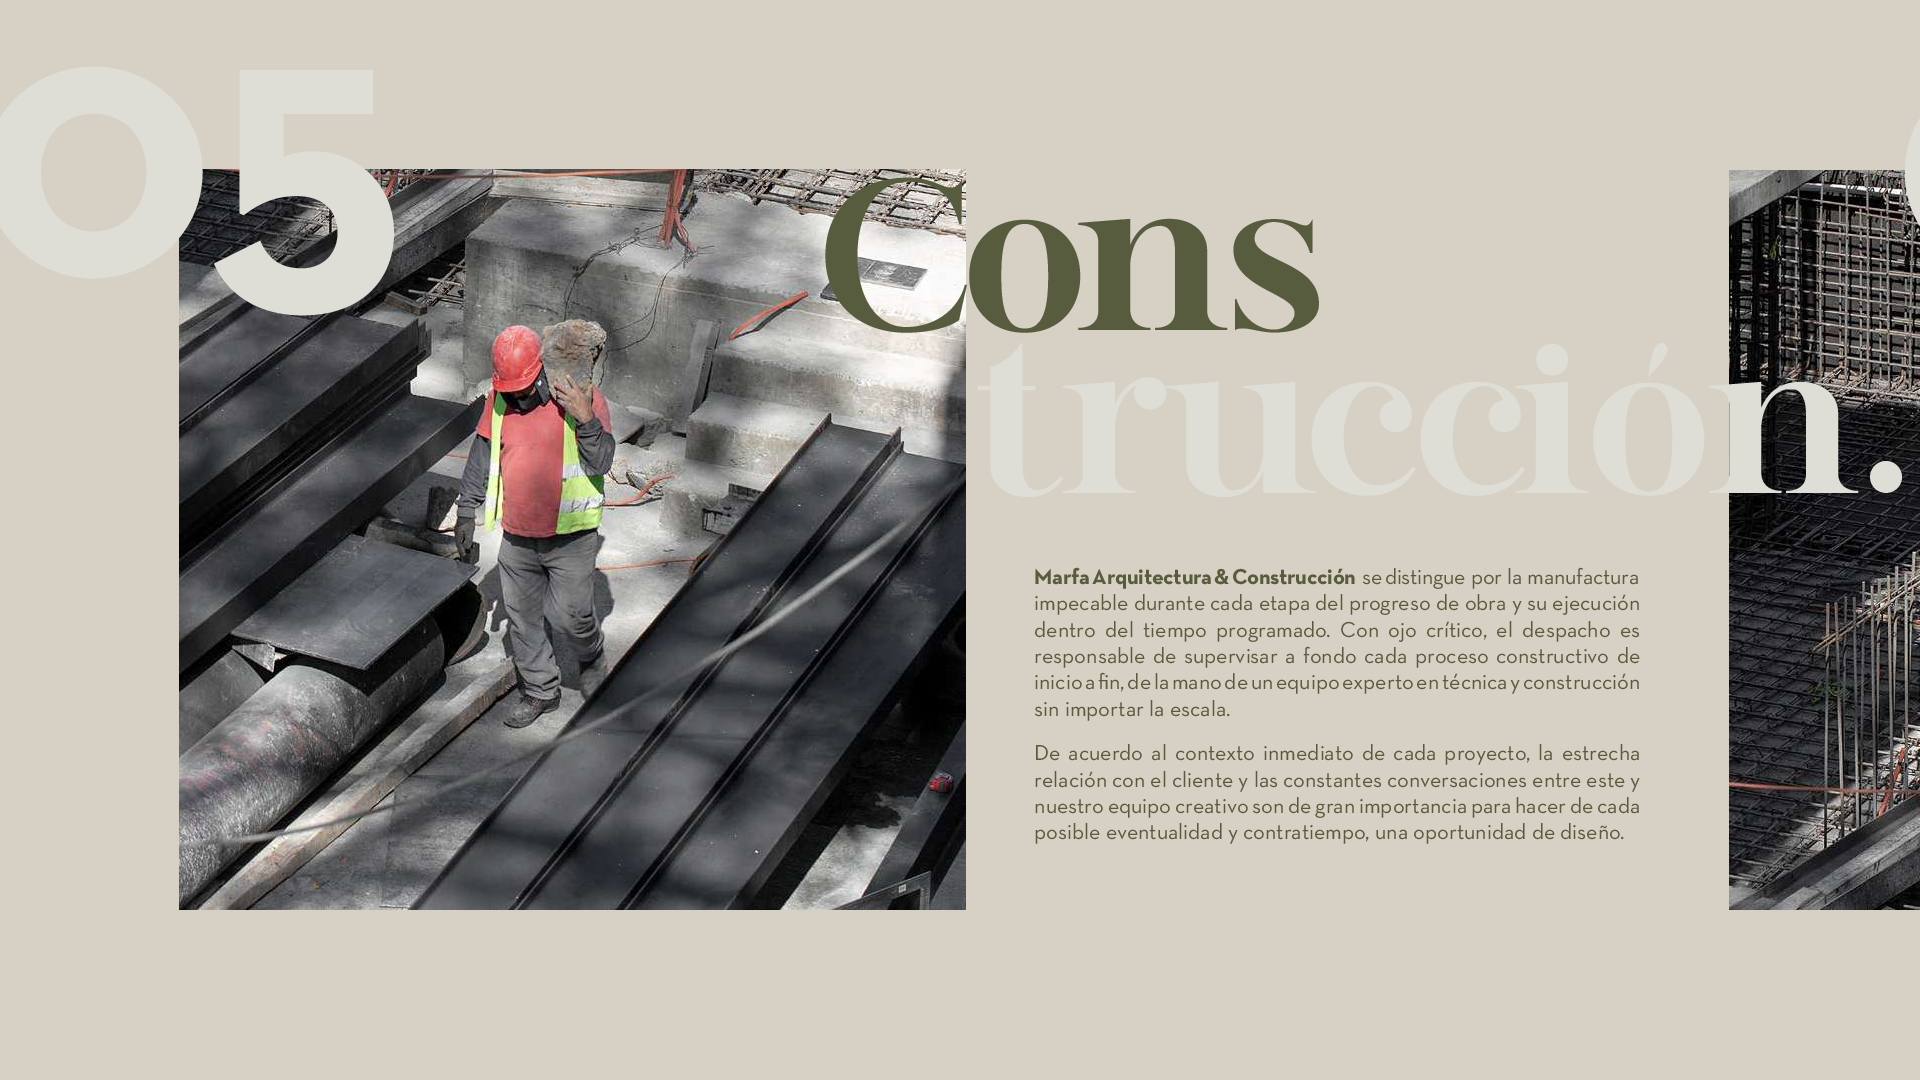 05
Cons
trucción.
Marfa Arquitectura & Construcción se distingue por la manufactura
impecable durante cada etapa del progreso de obra y su ejecución
dentro del tiempo programado. Con ojo crítico, el despacho es
responsable de supervisar a fondo cada proceso constructivo de
inicio a fin, de la mano de un equipo experto en técnica y construcción
sin importar la escala.
De acuerdo al contexto inmediato de cada proyecto, la estrecha
relación con el cliente y las constantes conversaciones entre este y
nuestro equipo creativo son de gran importancia para hacer de cada
posible eventualidad y contratiempo, una oportunidad de diseño.